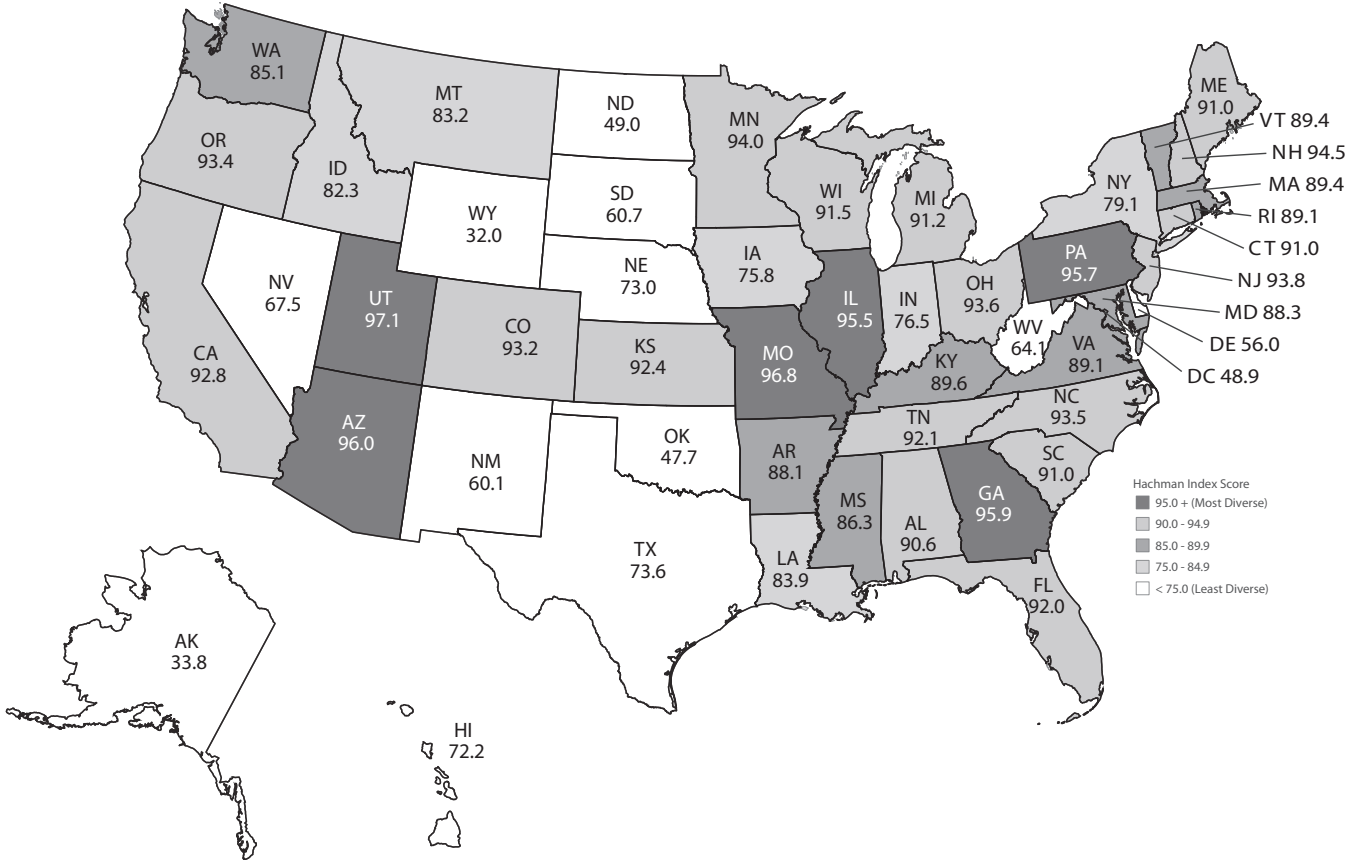 WA
85.1
MT
83.2
ND
49.0
MN
94.0
ME
91.0
VT 89.4
OR
93.4
ID
82.3
SD
60.7
WI
91.5
MI
91.2
NY
79.1
NH 94.5
MA 89.4
RI 89.1
CT 91.0
WY
32.0
IA
75.8
NE
73.0
PA
95.7
NJ 93.8
NV
67.5
UT
97.1
IL
95.5
IN
76.5
OH
93.6
MD 88.3
DE 56.0
DC 48.9
CO
93.2
KS
92.4
MO
96.8
WV
64.1
VA
89.1
CA
92.8
KY
89.6
NC
93.5
AZ
96.0
TN
92.1
OK
47.7
NM
60.1
AR
88.1
SC
91.0
MS
86.3
AL
90.6
GA
95.9
Hachman Index Score
95.0 + (Most Diverse)
90.0 - 94.9
85.0 - 89.9
75.0 - 84.9
< 75.0 (Least Diverse)
TX
73.6
LA
83.9
FL
92.0
AK
33.8
HI
72.2